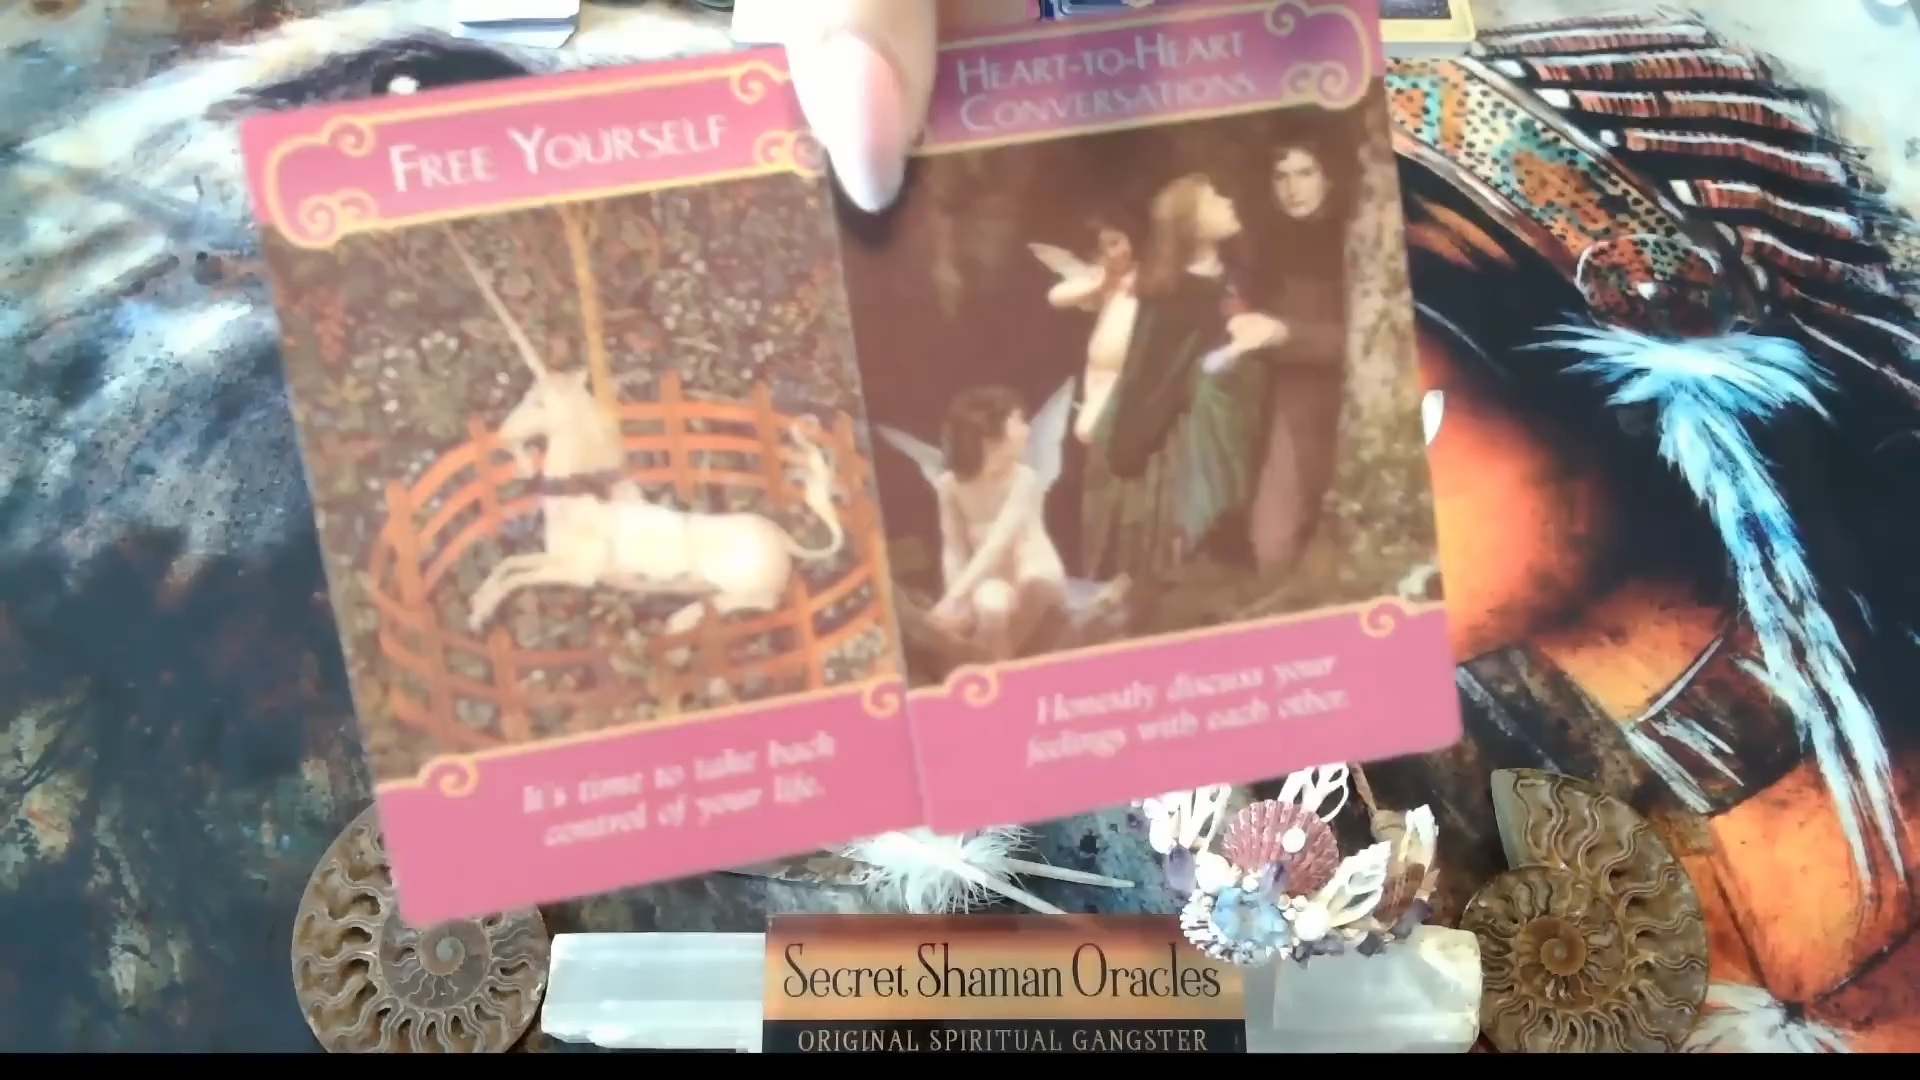 FREE YOURSELF
It's time to take back
control of your life.
HEART-TO-HEART
CONVERSATIONS
Honestly discuss your
feelings with each other.
Secret Shaman Oracles
ORIGINAL SPIRITUAL GANGSTER